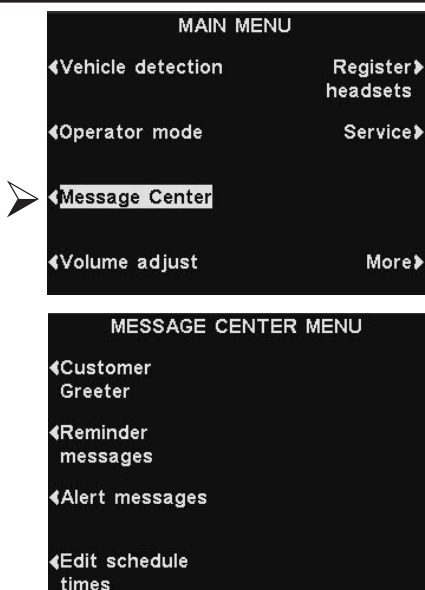 MAIN MENU
Vehicle detection Register
headsets
Operator mode Service
Message Center
Volume adjust More
MESSAGE CENTER MENU
Customer
Greeter
Reminder
messages
Alert messages
Edit schedule
times